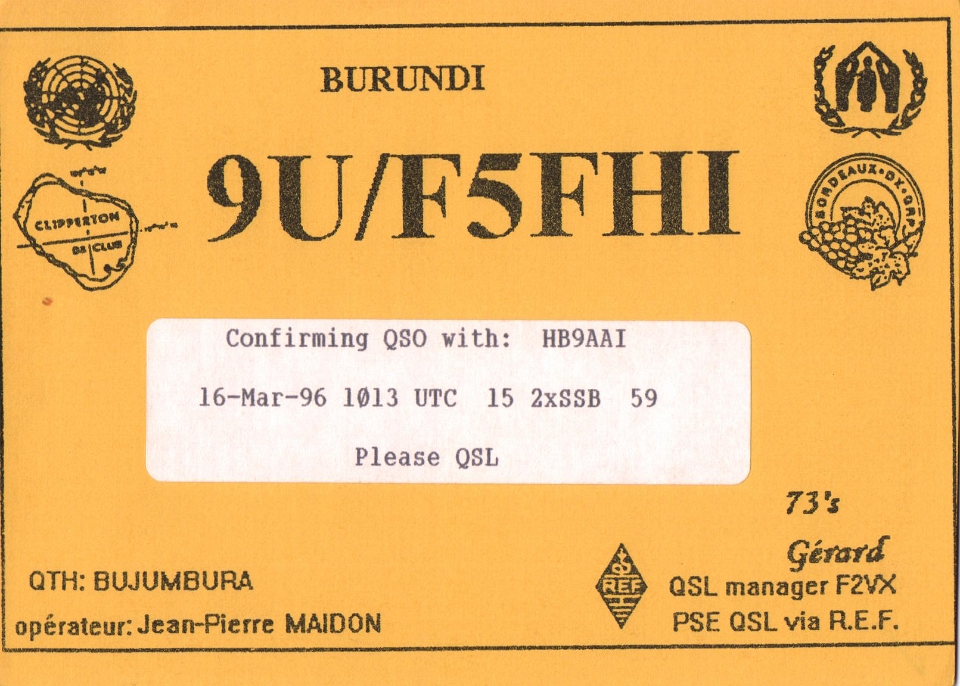 BURUNDI
9U/F5FHI
CLIPPERTON
DX CLUB
BORDEAUX•DX•GRP
Confirming QSO with: HB9AAI
16-Mar-96 1013 UTC 15 2xSSB 59
Please QSL
73's
Gérard
QTH: BUJUMBURA
opérateur: Jean-Pierre MAIDON
REF
QSL manager F2VX
PSE QSL via R.E.F.